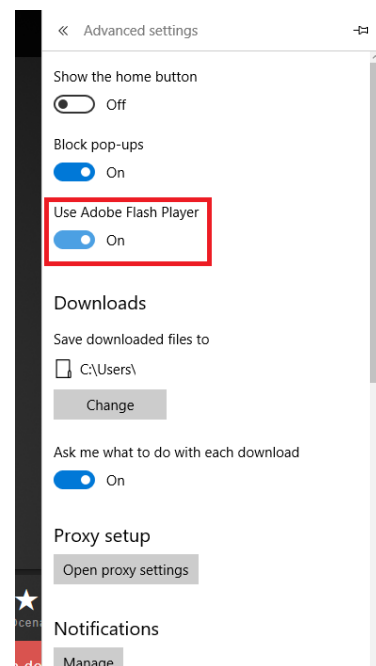 « Advanced settings
Show the home button
Off
Block pop-ups
On
Use Adobe Flash Player
On
Downloads
Save downloaded files to
C:\Users\
Change
Ask me what to do with each download
On
Proxy setup
Open proxy settings
Notifications
Manage